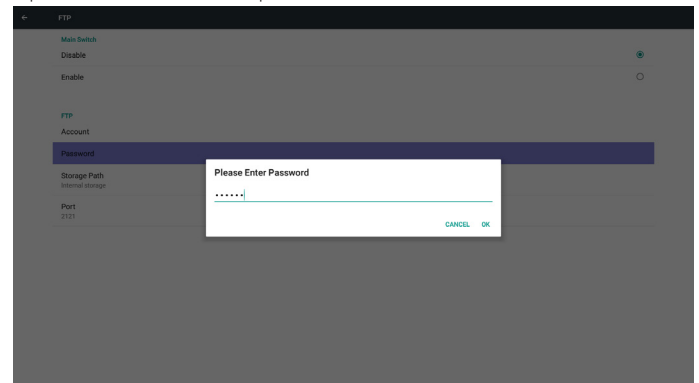 FTP
Main Switch
Disable
Enable
FTP
Account
Password
Storage Path
Internal storage
Port
2121
Please Enter Password
••••••
CANCEL OK